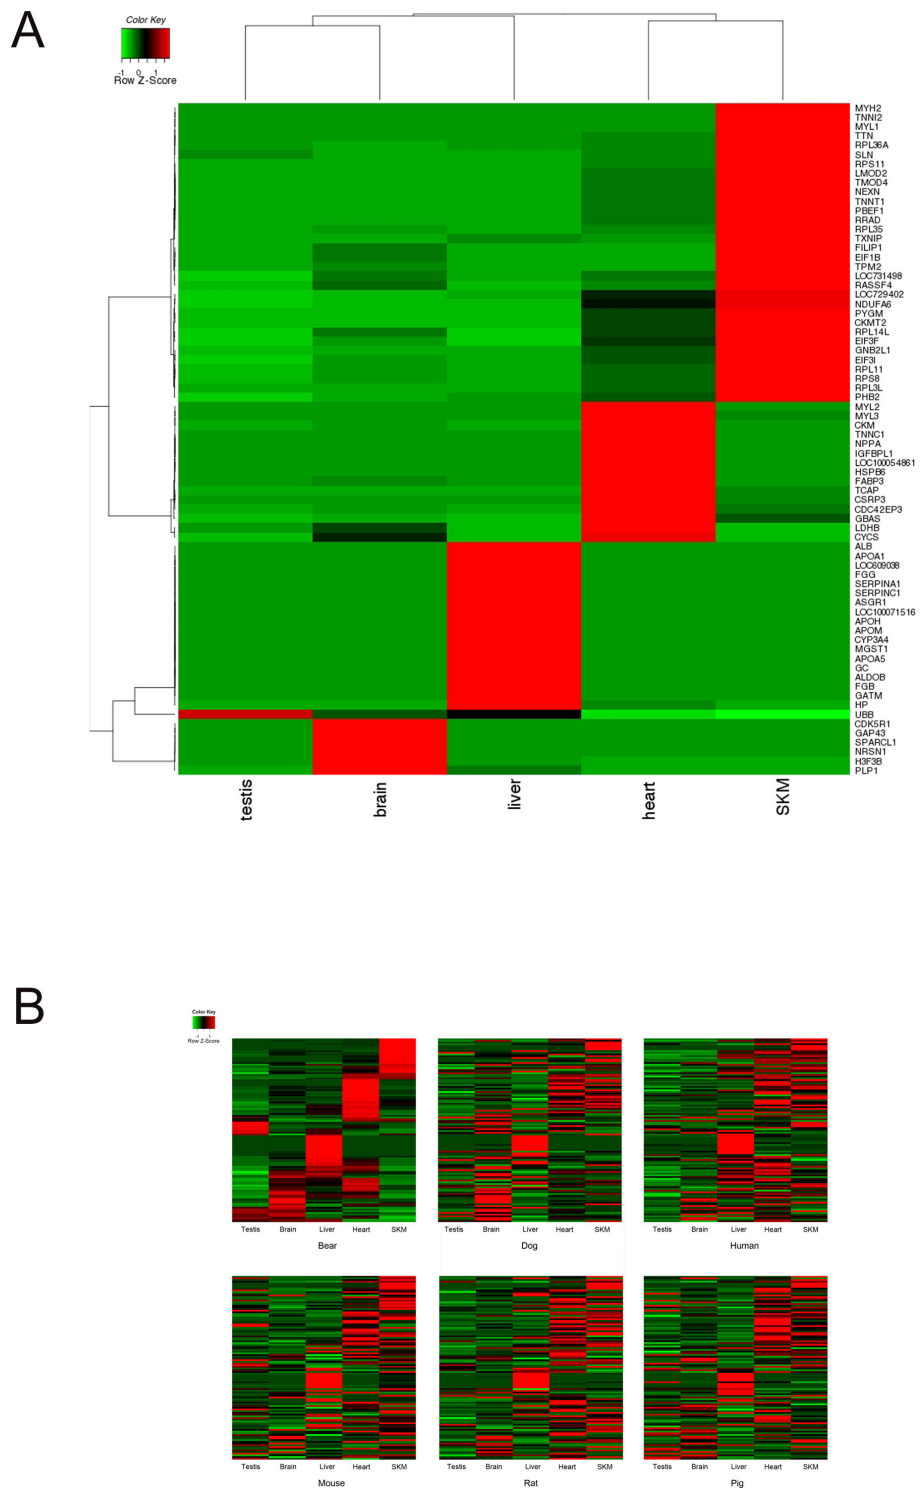 A
Color Key
-1 0 1
Row Z-Score
MYH2
TNNI2
MYL1
TTN
RPL36A
SLN
RPS11
LMOD2
TMOD4
NEXN
TNNT1
PBEF1
RRAD
RPL35
TXNIP
FILIP1
EIF1B
TPM2
LOC731498
RASSF4
LOC729402
NDUFA6
PYGM
CKMT2
RPL14L
EIF3F
GNB2L1
EIF3I
RPL11
RPS8
RPL3L
PHB2
MYL2
MYL3
CKM
TNNC1
NPPA
IGFBPL1
LOC100054861
HSPB6
FABP3
TCAP
CSRP3
CDC42EP3
GBAS
LDHB
CYCS
ALB
APOA1
LOC609038
FGG
SERPINA1
SERPINC1
ASGR1
LOC100071516
APOH
APOM
CYP3A4
MGST1
APOA5
GC
ALDOB
FGB
GATM
HP
UBB
CDK5R1
GAP43
SPARCL1
NRSN1
H3F3B
PLP1
testis brain liver heart SKM
B
Color Key
-1 1
Row Z-Score
Testis Brain Liver Heart SKM
Bear
Testis Brain Liver Heart SKM
Dog
Testis Brain Liver Heart SKM
Human
Testis Brain Liver Heart SKM
Mouse
Testis Brain Liver Heart SKM
Rat
Testis Brain Liver Heart SKM
Pig